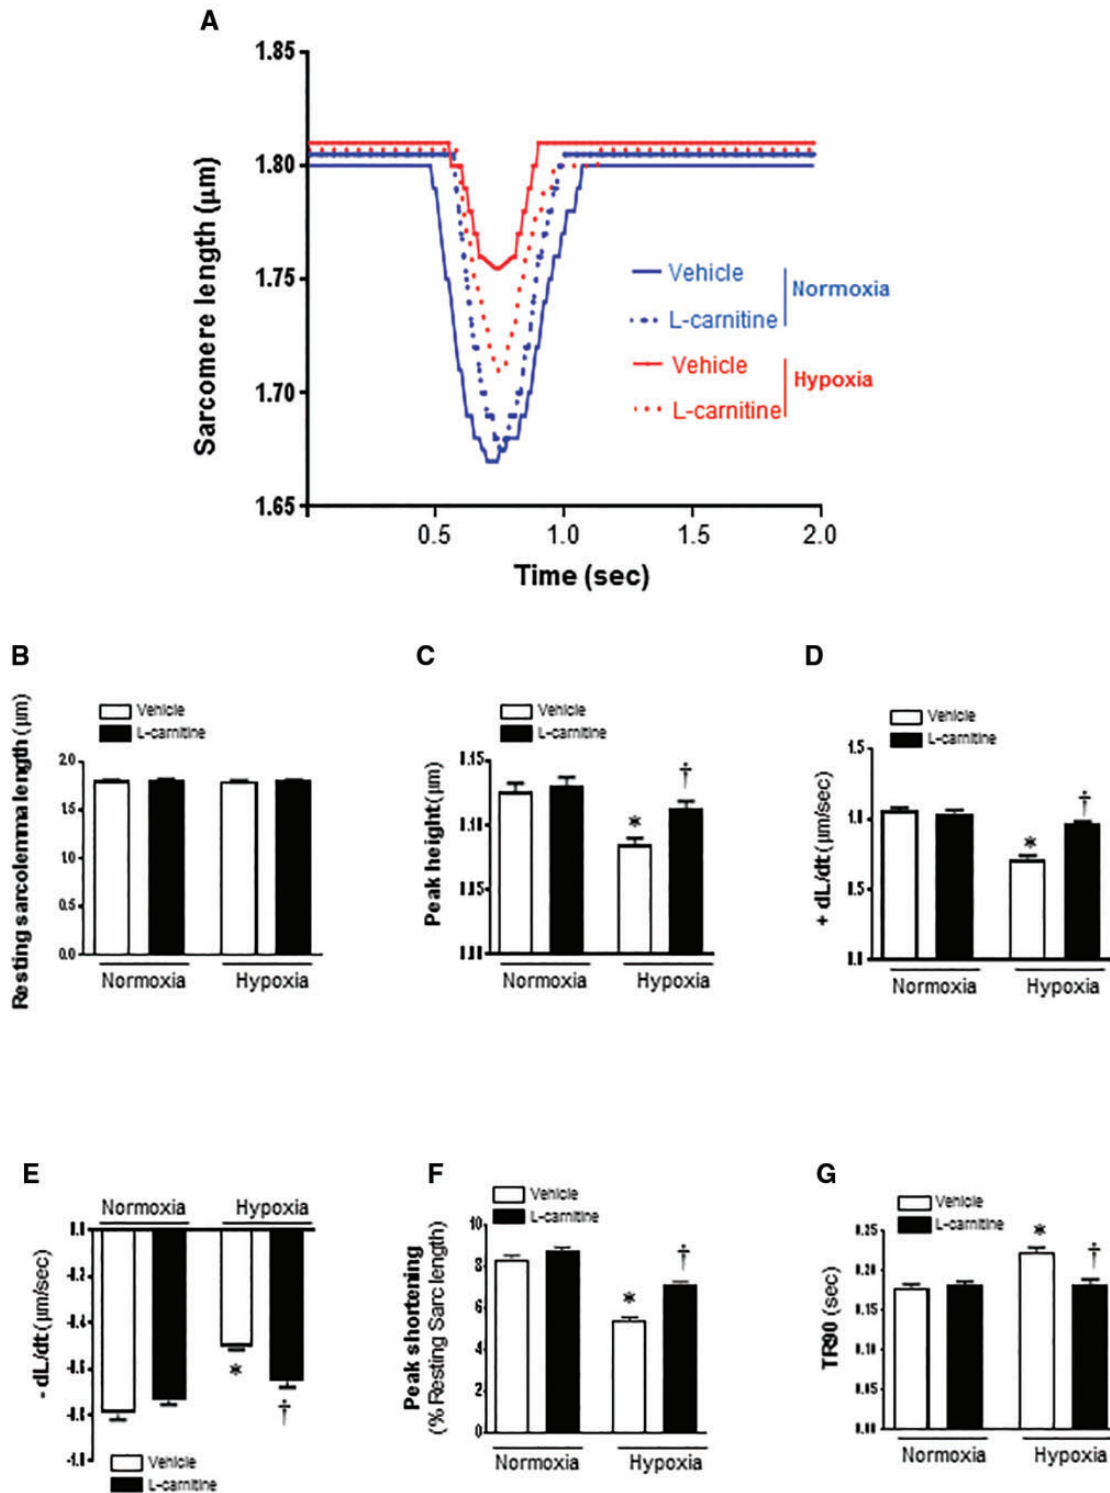 A
1.85
1.80
1.75
1.70
1.65
Sarcomere length (μm)
0.5
1.0
1.5
2.0
Time (sec)
Vehicle
L-carnitine
Normoxia
Vehicle
L-carnitine
Hypoxia
B
Vehicle
L-carnitine
Resting sarcolemma length (μm)
2.0
1.5
1.0
0.5
0.0
Normoxia
Hypoxia
C
Vehicle
L-carnitine
Peak height (μm)
*
†
Normoxia
Hypoxia
D
Vehicle
L-carnitine
+ dL/dt (μm/sec)
*
†
Normoxia
Hypoxia
E
Normoxia
Hypoxia
- dL/dt (μm/sec)
*
†
Vehicle
L-carnitine
F
Vehicle
L-carnitine
Peak shortening
(% Resting Sarc length)
10
8
6
4
2
0
*
†
Normoxia
Hypoxia
G
Vehicle
L-carnitine
TR90 (sec)
*
†
Normoxia
Hypoxia